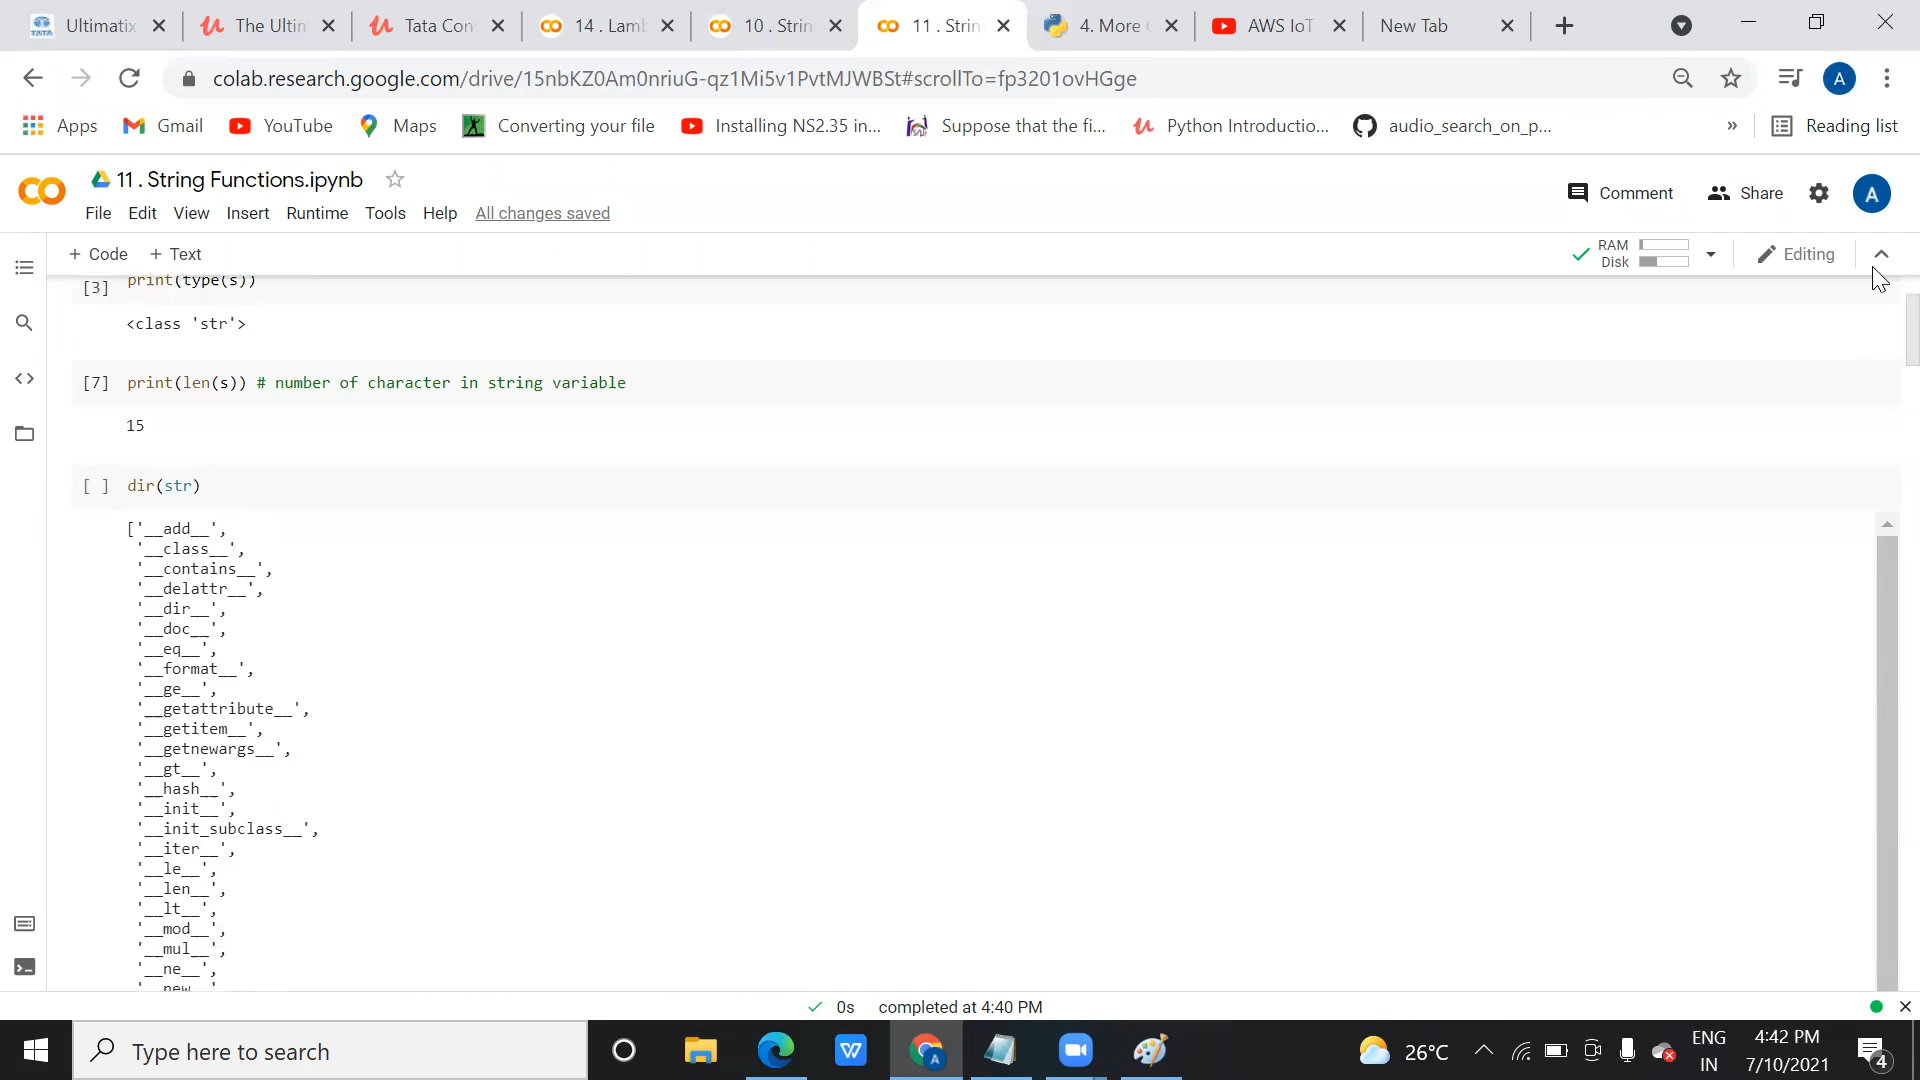 Ultimatix
The Ultim
Tata Con
14 . Lamb
10 . Strin
11 . Strin
4. More
AWS IoT
New Tab
colab.research.google.com/drive/15nbKZ0Am0nriuG-qz1Mi5v1PvtMJWBSt#scrollTo=fp3201ovHGge
A
Apps
Gmail
YouTube
Maps
Converting your file
Installing NS2.35 in...
Suppose that the fi...
Python Introductio...
audio_search_on_p...
»
Reading list
11 . String Functions.ipynb
Comment
Share
A
File Edit View Insert Runtime Tools Help All changes saved
+ Code + Text
RAM
Disk
Editing
[3] print(type(s))
<class 'str'>
[7] print(len(s)) # number of character in string variable
15
[ ] dir(str)
['__add__',
'__class__',
'__contains__',
'__delattr__',
'__dir__',
'__doc__',
'__eq__',
'__format__',
'__ge__',
'__getattribute__',
'__getitem__',
'__getnewargs__',
'__gt__',
'__hash__',
'__init__',
'__init_subclass__',
'__iter__',
'__le__',
'__len__',
'__lt__',
'__mod__',
'__mul__',
'__ne__',
'__new__'
0s completed at 4:40 PM
Type here to search
26°C
ENG
IN
4:42 PM
7/10/2021
4